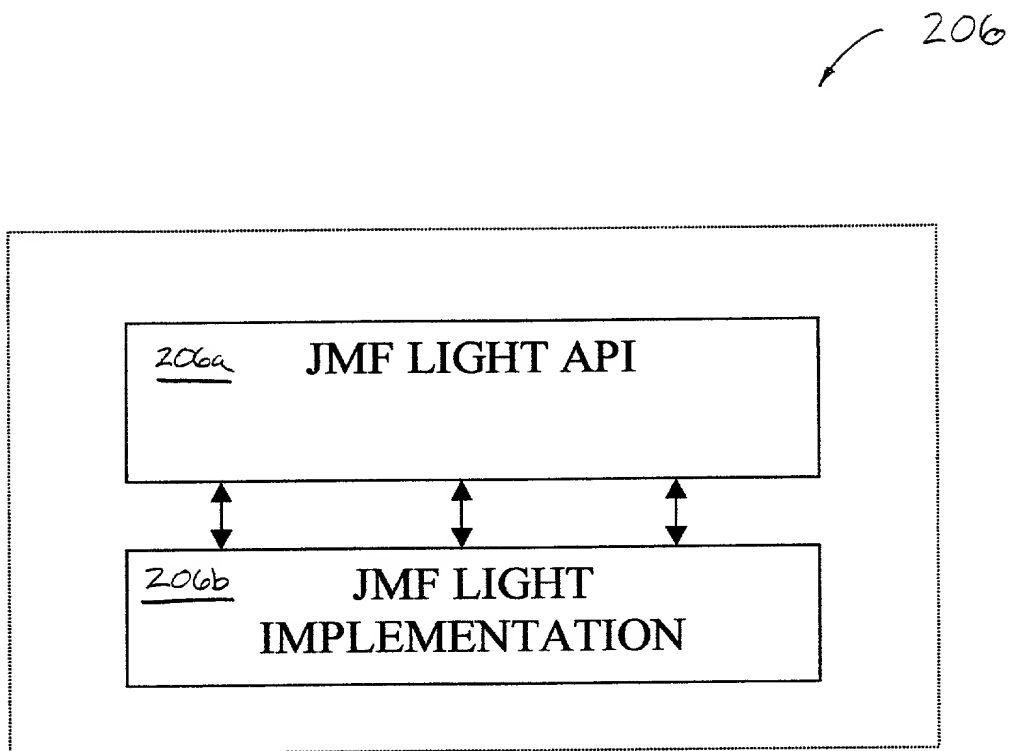 206
206a JMF LIGHT API
206b JMF LIGHT
IMPLEMENTATION